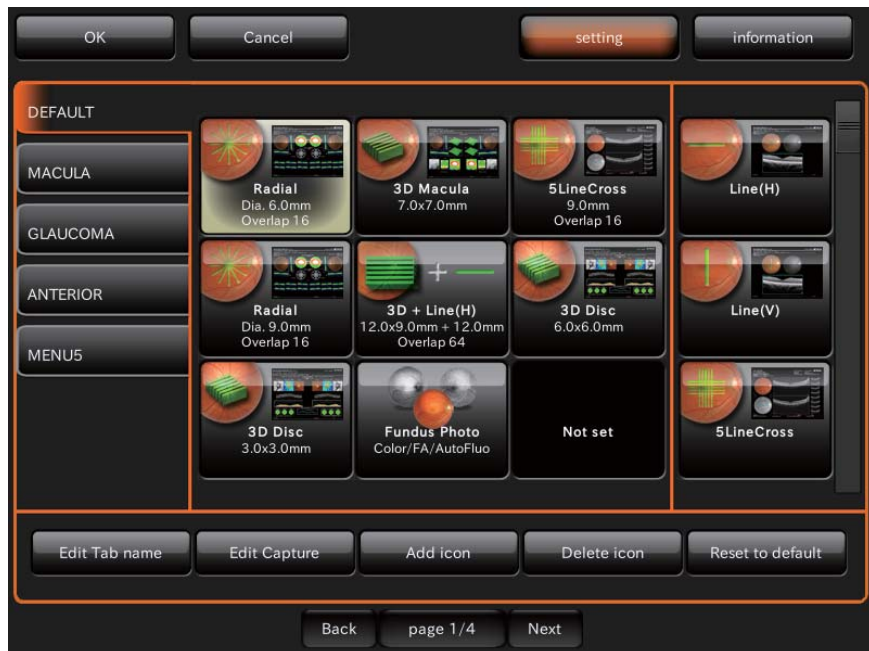 OK
Cancel
setting
information
DEFAULT
MACULA
GLAUCOMA
ANTERIOR
MENU5
Radial
Dia. 6.0mm
Overlap 16
3D Macula
7.0x7.0mm
5LineCross
9.0mm
Overlap 16
Radial
Dia. 9.0mm
Overlap 16
3D + Line(H)
12.0x9.0mm + 12.0mm
Overlap 64
3D Disc
6.0x6.0mm
3D Disc
3.0x3.0mm
Fundus Photo
Color/FA/AutoFluo
Not set
Line(H)
Line(V)
5LineCross
Edit Tab name
Edit Capture
Add icon
Delete icon
Reset to default
Back
page 1/4
Next